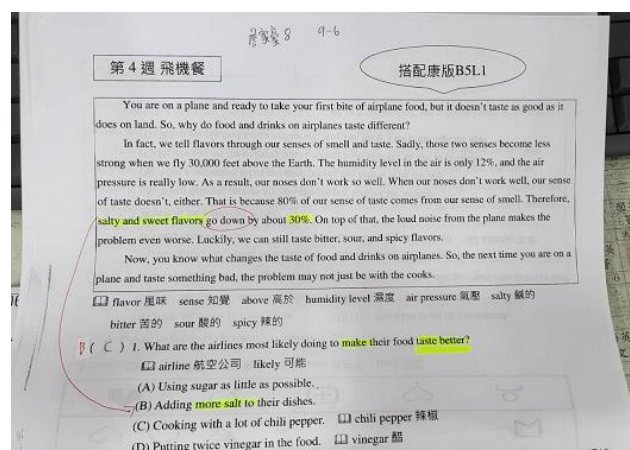 8 9-6
第 4 週 飛機餐
搭配康版B5L1
You are on a plane and ready to take your first bite of airplane food, but it doesn't taste as good as it
does on land. So, why do food and drinks on airplanes taste different?
In fact, we tell flavors through our senses of smell and taste. Sadly, those two senses become less
strong when we fly 30,000 feet above the Earth. The humidity level in the air is only 12%, and the air
pressure is really low. As a result, our noses don't work so well. When our noses don't work well, our sense
of taste doesn't, either. That is because 80% of our sense of taste comes from our sense of smell. Therefore,
salty and sweet flavors go down by about 30%. On top of that, the loud noise from the plane makes the
problem even worse. Luckily, we can still taste bitter, sour, and spicy flavors.
Now, you know what changes the taste of food and drinks on airplanes. So, the next time you are on a
plane and taste something bad, the problem may not just be with the cooks.
flavor 風味 sense 知覺 above 高於 humidity level 濕度 air pressure 氣壓 salty 鹹的
bitter 苦的 sour 酸的 spicy 辣的
B ( C ) 1. What are the airlines most likely doing to make their food taste better?
airline 航空公司 likely 可能
(A) Using sugar as little as possible.
(B) Adding more salt to their dishes.
(C) Cooking with a lot of chili pepper. chili pepper 辣椒
(D) Putting twice vinegar in the food. vinegar 醋